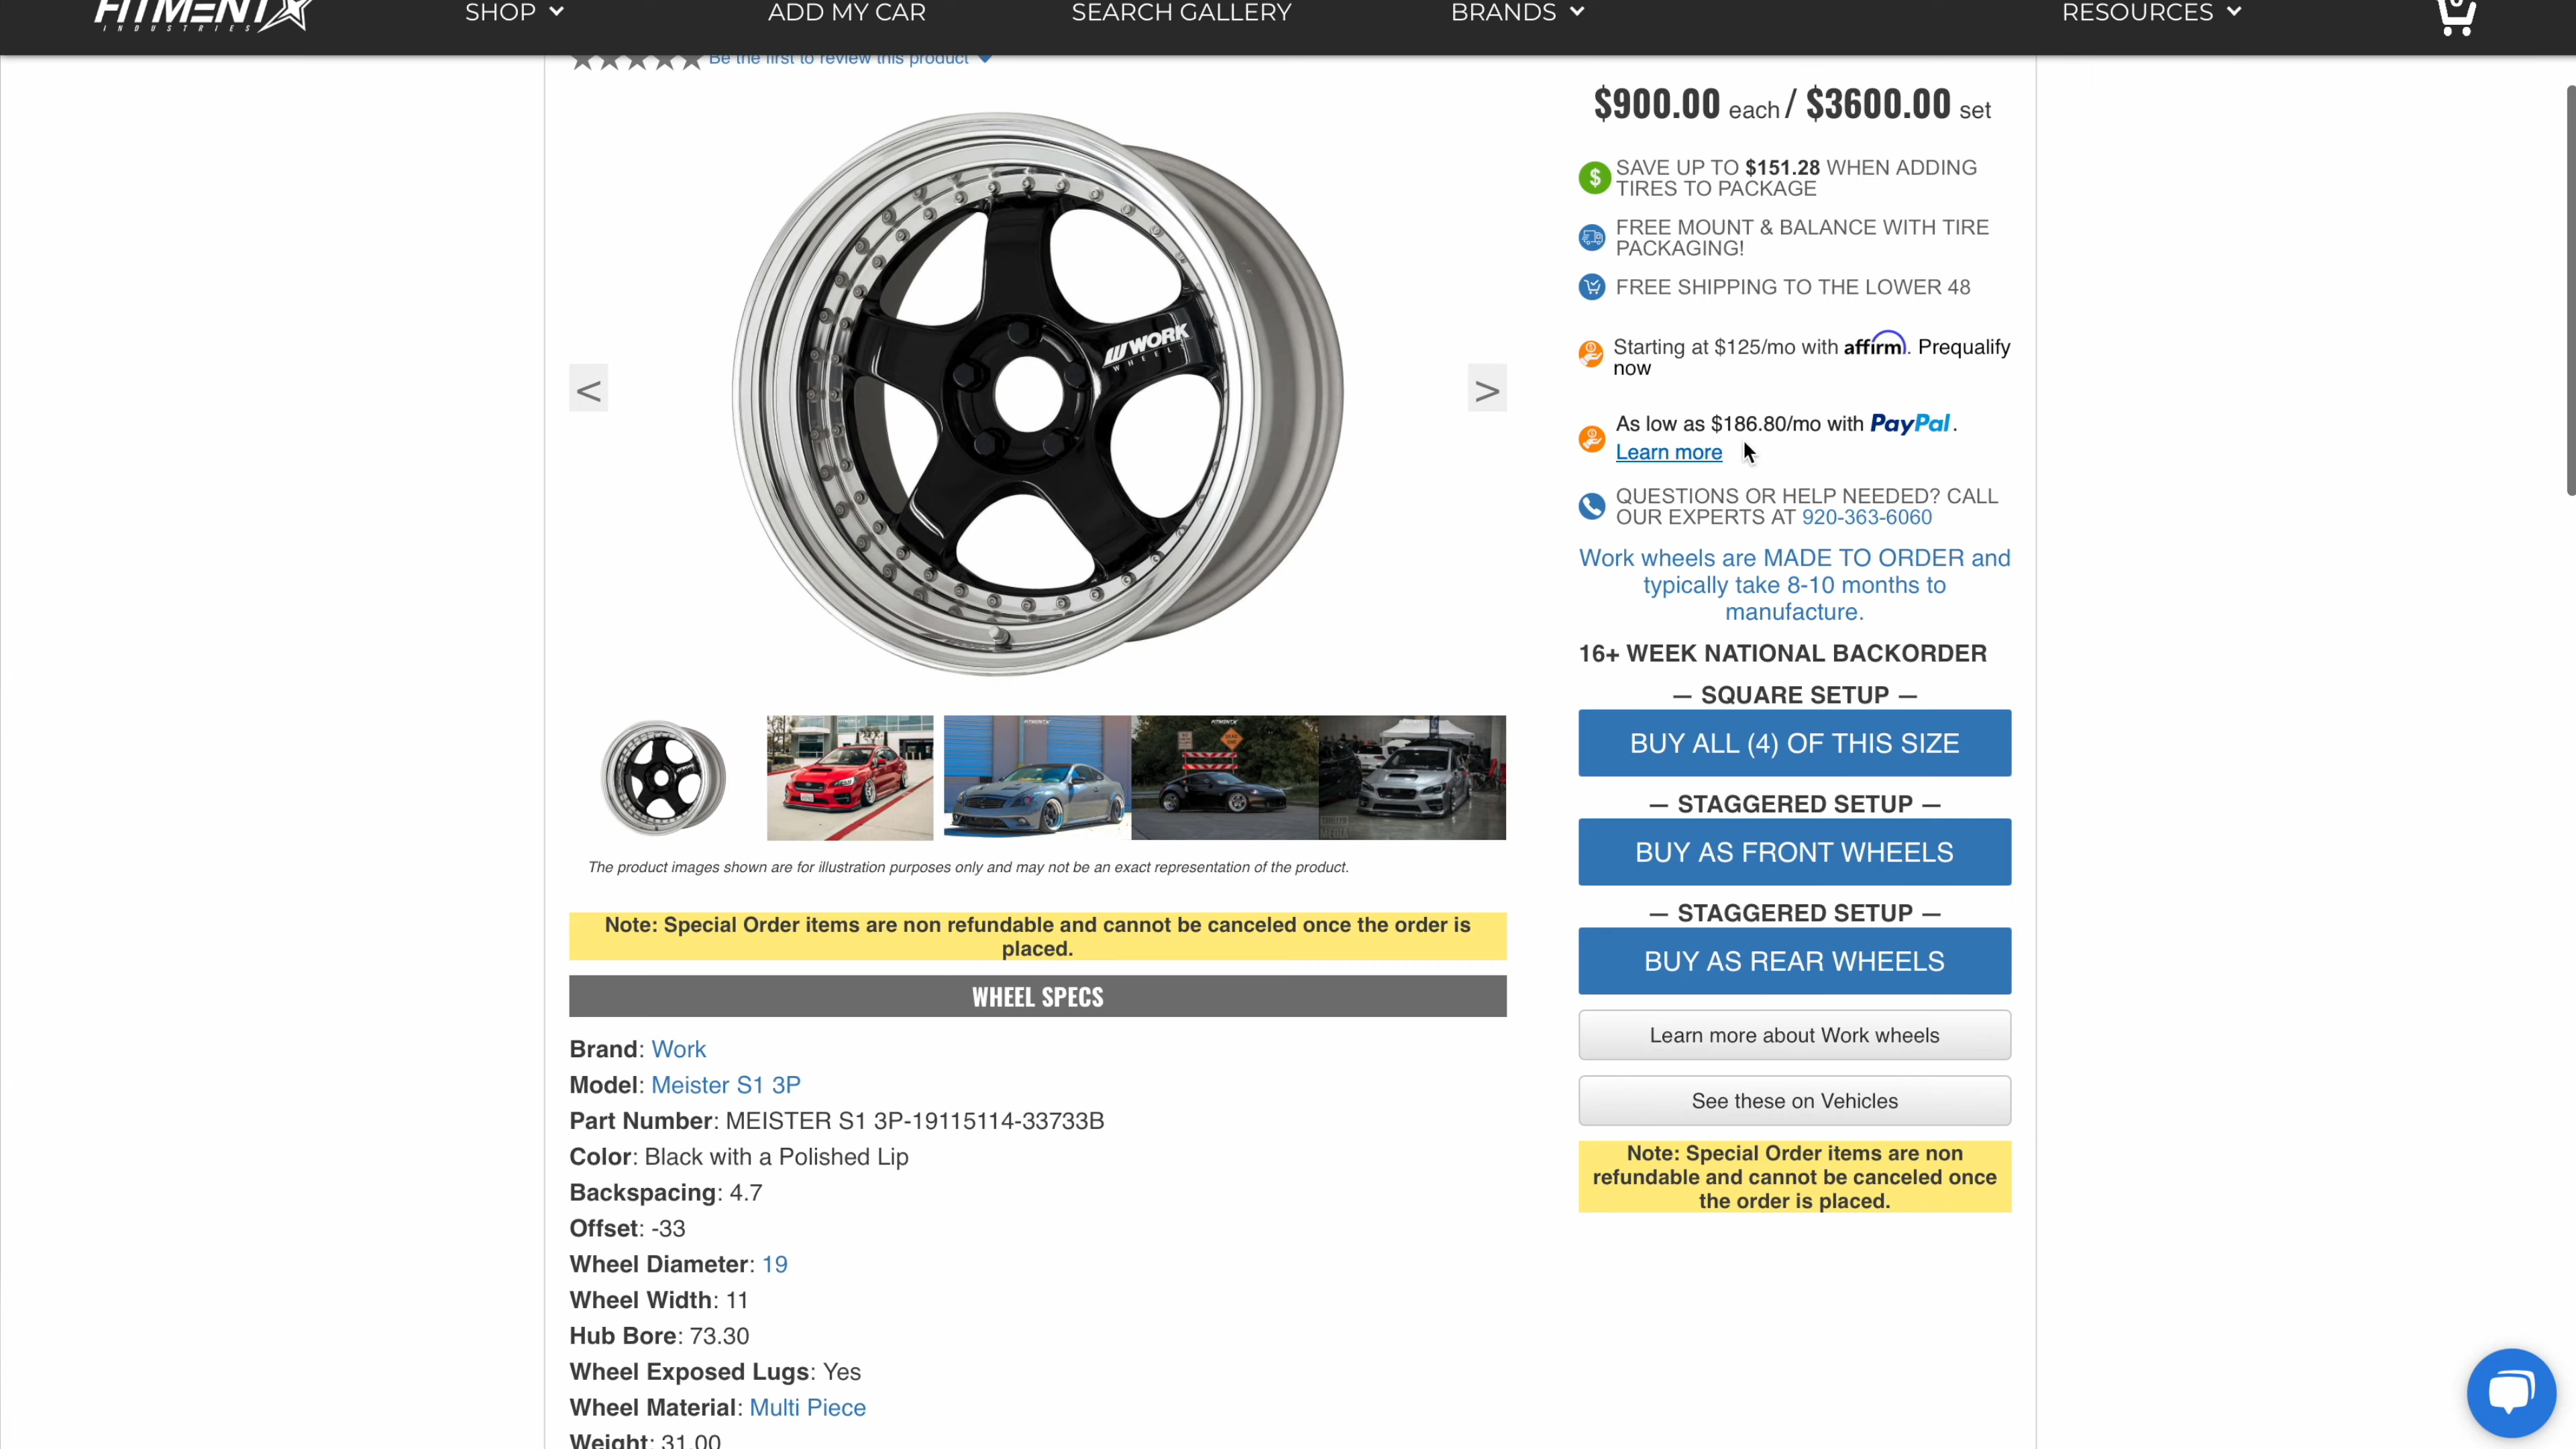 FITMENT
INDUSTRIES
SHOP
ADD MY CAR
SEARCH GALLERY
BRANDS
RESOURCES
0
Be the first to review this product
$900.00 each / $3600.00 set
$
SAVE UP TO $151.28 WHEN ADDING
TIRES TO PACKAGE
FREE MOUNT & BALANCE WITH TIRE
PACKAGING!
FREE SHIPPING TO THE LOWER 48
Starting at $125/mo with affirm. Prequalify
now
As low as $186.80/mo with PayPal.
Learn more
QUESTIONS OR HELP NEEDED? CALL
OUR EXPERTS AT 920-363-6060
Work wheels are MADE TO ORDER and
typically take 8-10 months to
manufacture.
16+ WEEK NATIONAL BACKORDER
— SQUARE SETUP —
BUY ALL (4) OF THIS SIZE
— STAGGERED SETUP —
BUY AS FRONT WHEELS
— STAGGERED SETUP —
BUY AS REAR WHEELS
Learn more about Work wheels
See these on Vehicles
Note: Special Order items are non
refundable and cannot be canceled once
the order is placed.
<
WORK
WHEELS
>
The product images shown are for illustration purposes only and may not be an exact representation of the product.
Note: Special Order items are non refundable and cannot be canceled once the order is
placed.
WHEEL SPECS
Brand: Work
Model: Meister S1 3P
Part Number: MEISTER S1 3P-19115114-33733B
Color: Black with a Polished Lip
Backspacing: 4.7
Offset: -33
Wheel Diameter: 19
Wheel Width: 11
Hub Bore: 73.30
Wheel Exposed Lugs: Yes
Wheel Material: Multi Piece
Weight: 31.00